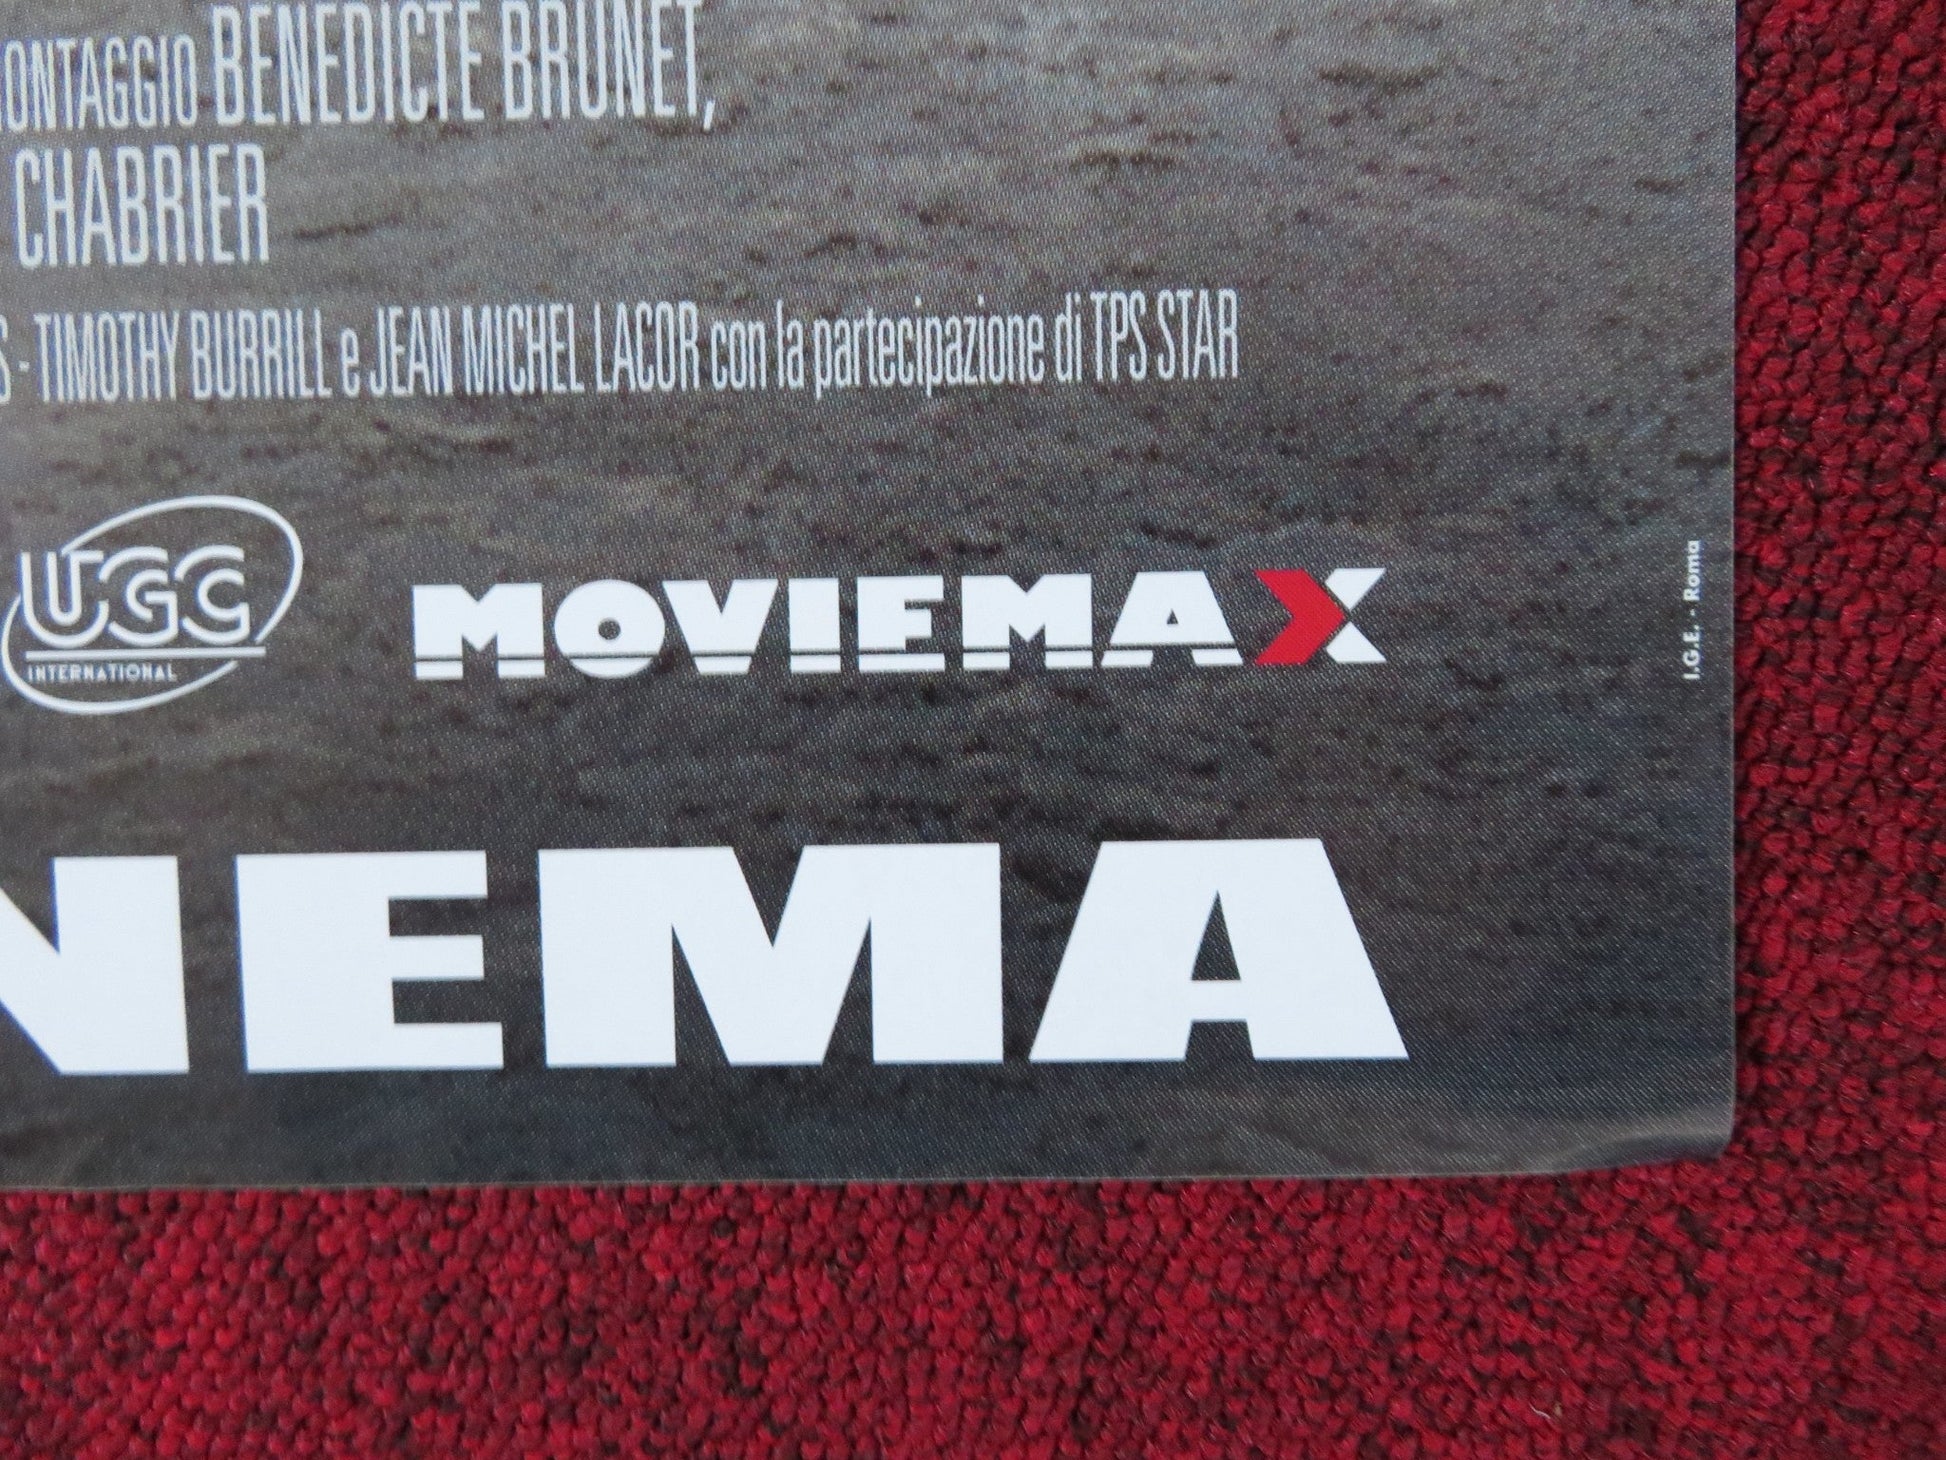 ONTAGGIO BENEDICTE BRUNET,
CHABRIER
S - TIMOTHY BURRILL e JEAN MICHEL LACOR con la partecipazione di TPS STAR
UGC
INTERNATIONAL
MOVIEMAX
I.G.E. - Roma
NEMA